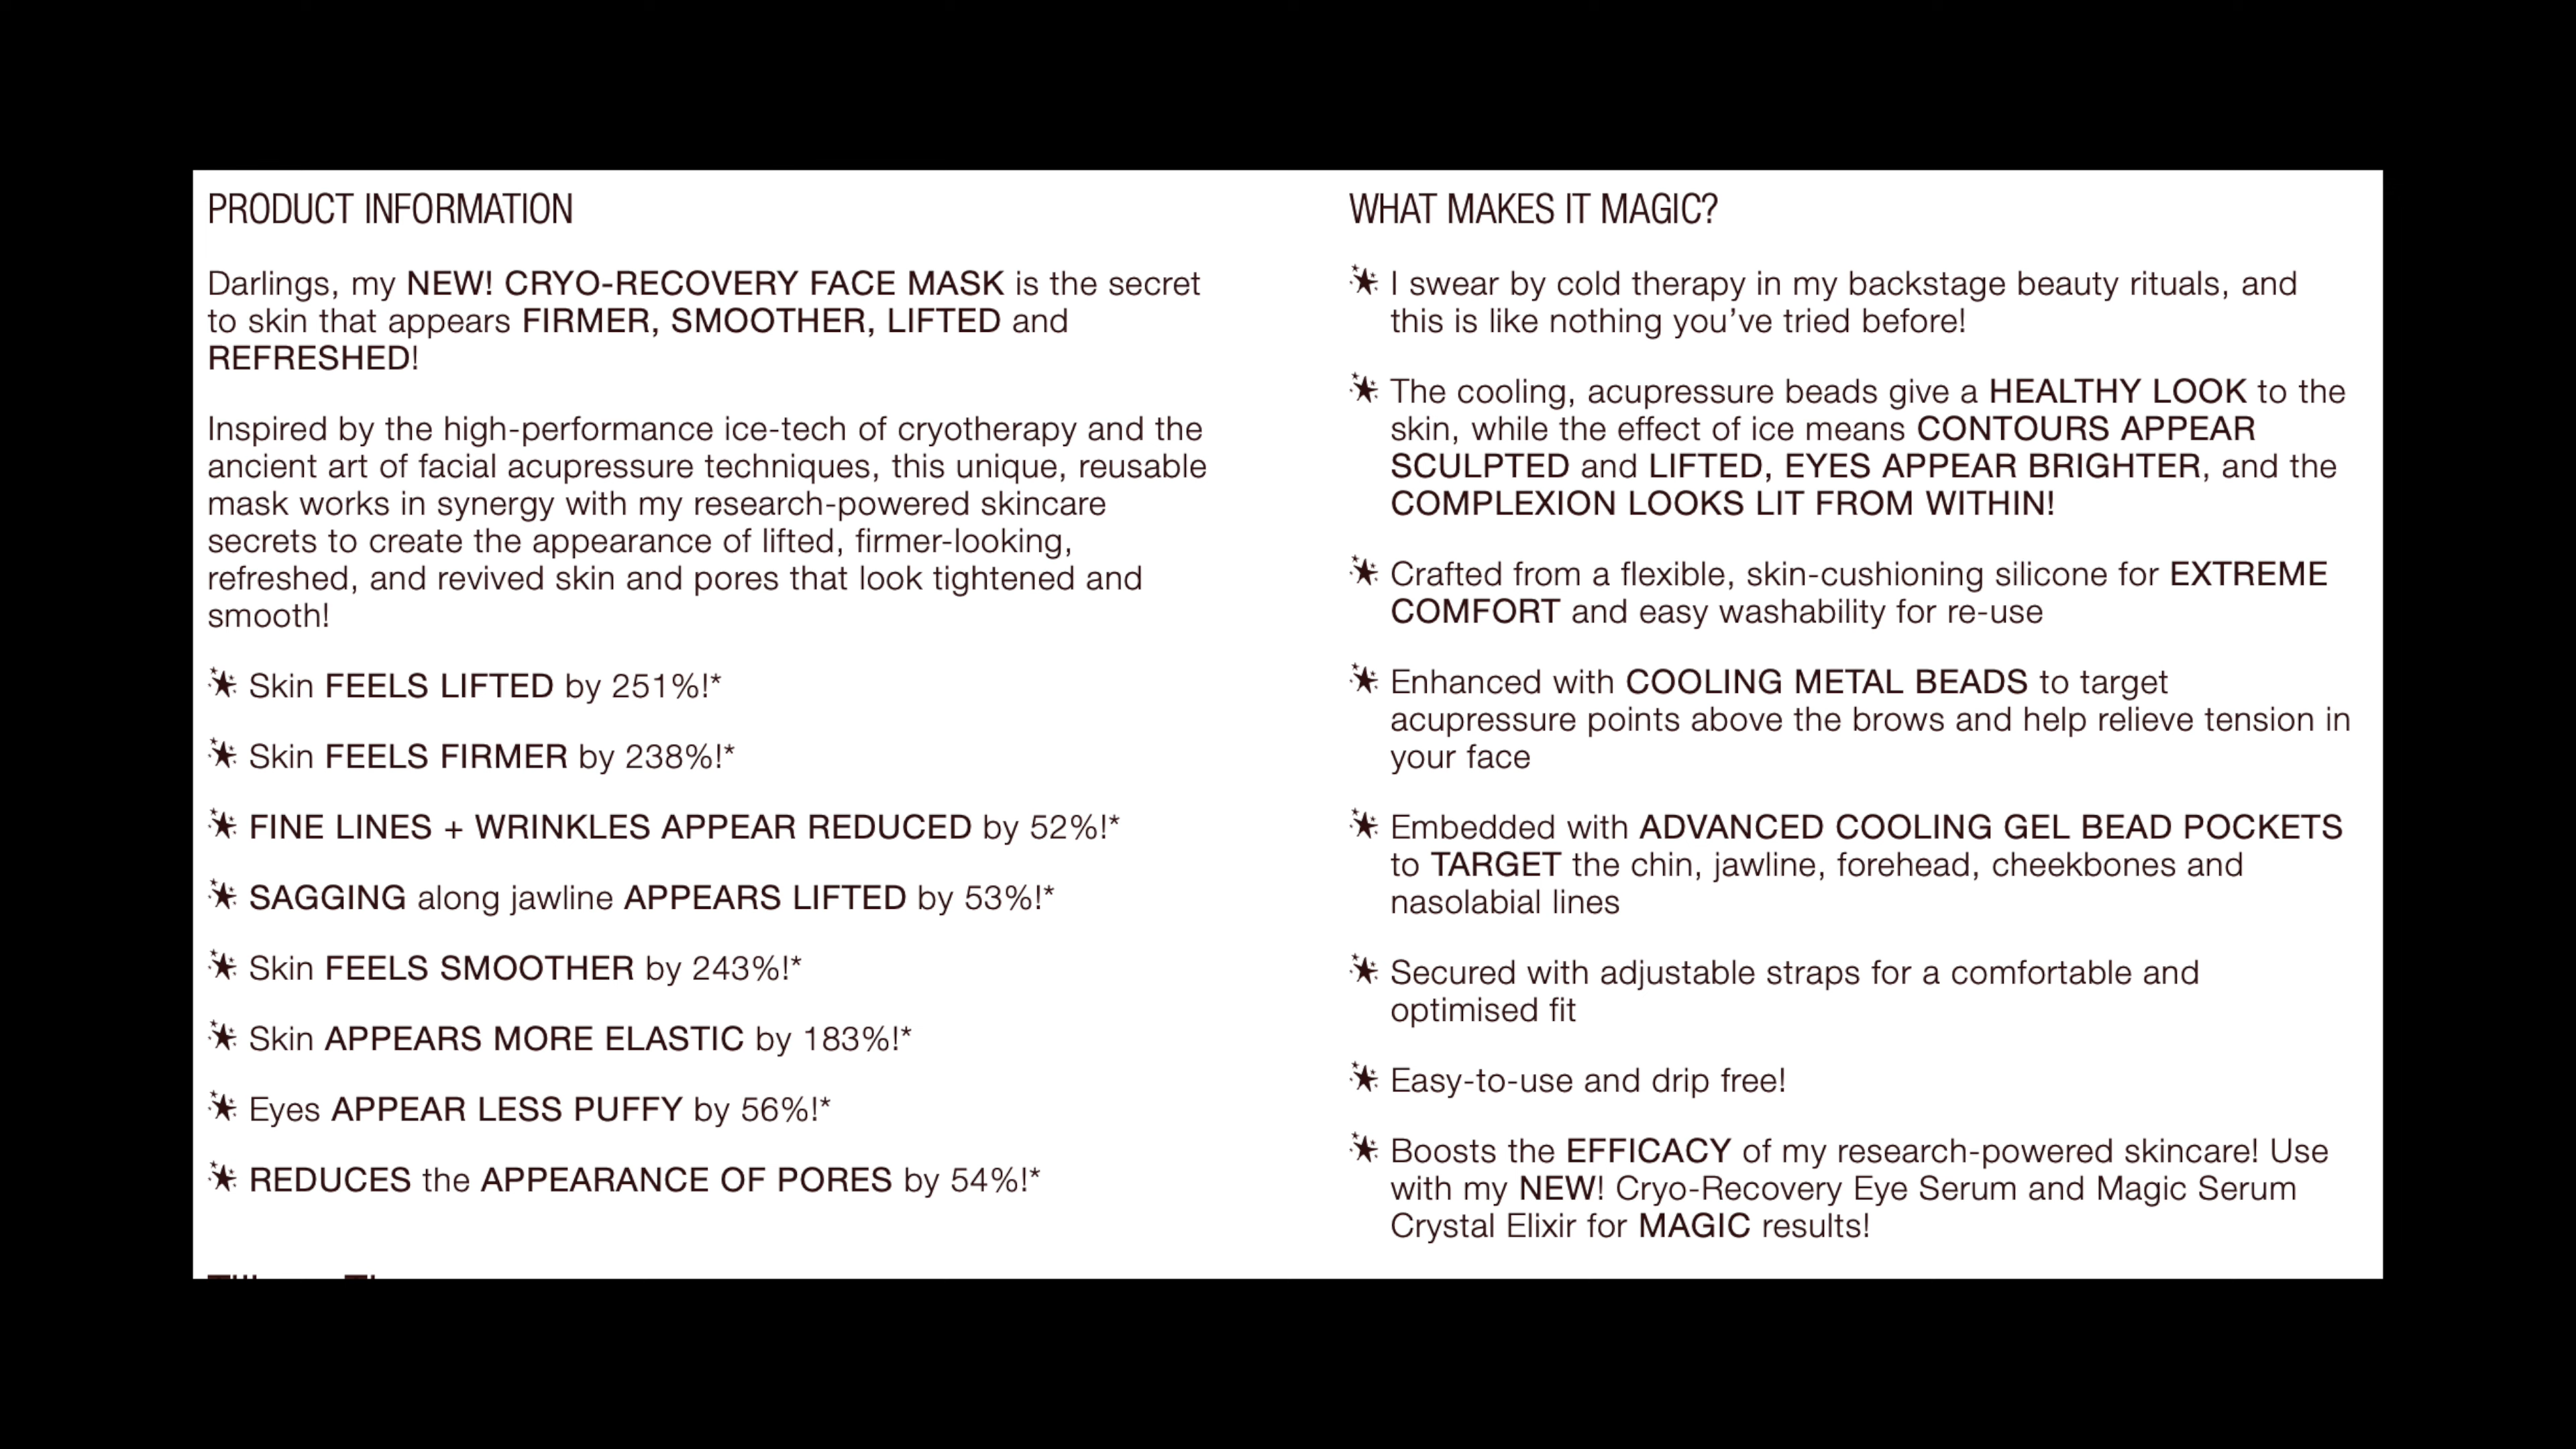 PRODUCT INFORMATION
Darlings, my NEW! CRYO-RECOVERY FACE MASK is the secret
to skin that appears FIRMER, SMOOTHER, LIFTED and
REFRESHED!
Inspired by the high-performance ice-tech of cryotherapy and the
ancient art of facial acupressure techniques, this unique, reusable
mask works in synergy with my research-powered skincare
secrets to create the appearance of lifted, firmer-looking,
refreshed, and revived skin and pores that look tightened and
smooth!
Skin FEELS LIFTED by 251%!*
Skin FEELS FIRMER by 238%!*
FINE LINES + WRINKLES APPEAR REDUCED by 52%!*
SAGGING along jawline APPEARS LIFTED by 53%!*
Skin FEELS SMOOTHER by 243%!*
Skin APPEARS MORE ELASTIC by 183%!*
Eyes APPEAR LESS PUFFY by 56%!*
REDUCES the APPEARANCE OF PORES by 54%!*
WHAT MAKES IT MAGIC?
I swear by cold therapy in my backstage beauty rituals, and
this is like nothing you’ve tried before!
The cooling, acupressure beads give a HEALTHY LOOK to the
skin, while the effect of ice means CONTOURS APPEAR
SCULPTED and LIFTED, EYES APPEAR BRIGHTER, and the
COMPLEXION LOOKS LIT FROM WITHIN!
Crafted from a flexible, skin-cushioning silicone for EXTREME
COMFORT and easy washability for re-use
Enhanced with COOLING METAL BEADS to target
acupressure points above the brows and help relieve tension in
your face
Embedded with ADVANCED COOLING GEL BEAD POCKETS
to TARGET the chin, jawline, forehead, cheekbones and
nasolabial lines
Secured with adjustable straps for a comfortable and
optimised fit
Easy-to-use and drip free!
Boosts the EFFICACY of my research-powered skincare! Use
with my NEW! Cryo-Recovery Eye Serum and Magic Serum
Crystal Elixir for MAGIC results!